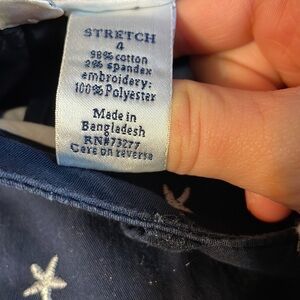 STRETCH
4
98% cotton
2% spandex
embroidery:
100% Polyester
Made in
Bangladesh
RN#73277
Care on reverse